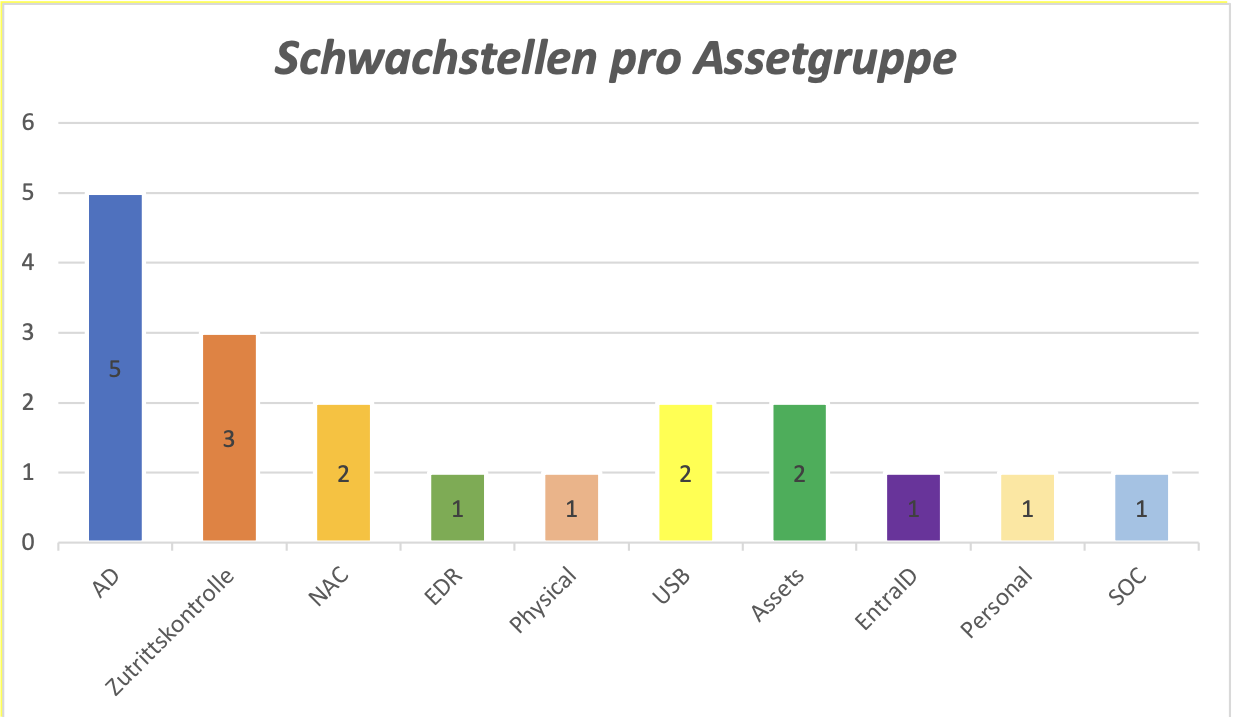 Schwachstellen pro Assetgruppe
6
5
4
3
2
1
0
5
3
2
1
1
2
2
1
1
1
AD
Zutrittskontrolle
NAC
EDR
Physical
USB
Assets
EntraID
Personal
SOC